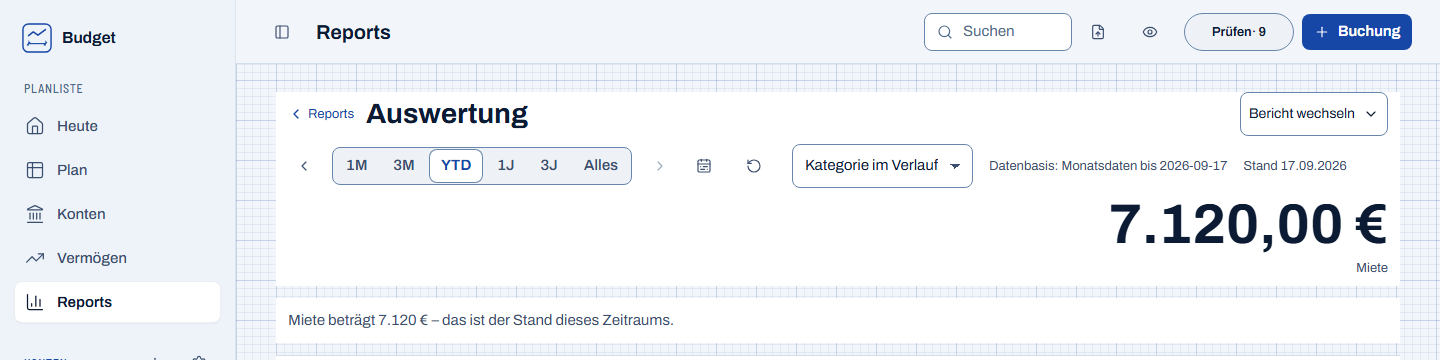 Budget
PLANLISTE
Heute
Plan
Konten
Vermögen
Reports
Reports
Suchen
Prüfen · 9
Buchung
Reports
Auswertung
Bericht wechseln
1M 3M YTD 1J 3J Alles
Kategorie im Verlauf
Datenbasis: Monatsdaten bis 2026-09-17
Stand 17.09.2026
7.120,00 €
Miete
Miete beträgt 7.120 € – das ist der Stand dieses Zeitraums.